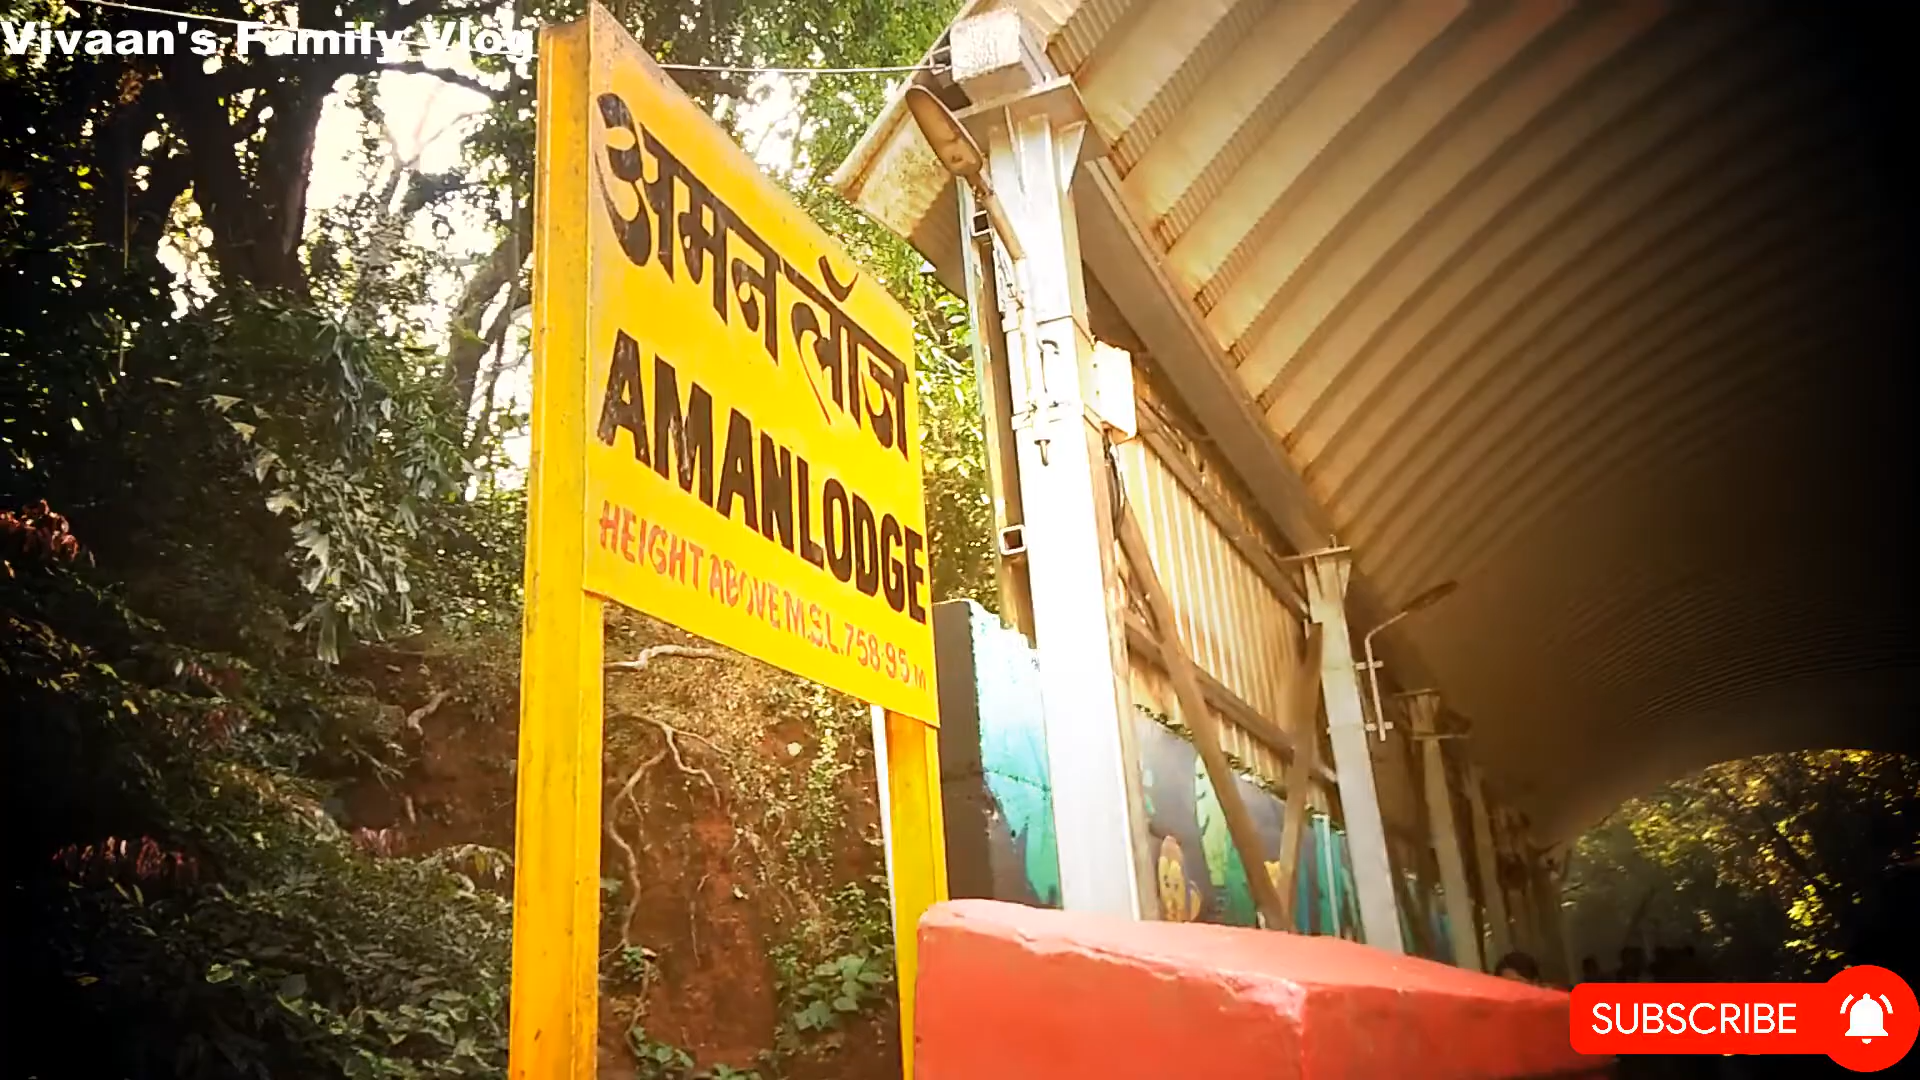 Vivaan's Family Vlog
अमन लॉज
AMANLODGE
HEIGHT ABOVE M.S.L. 758.95 M
SUBSCRIBE